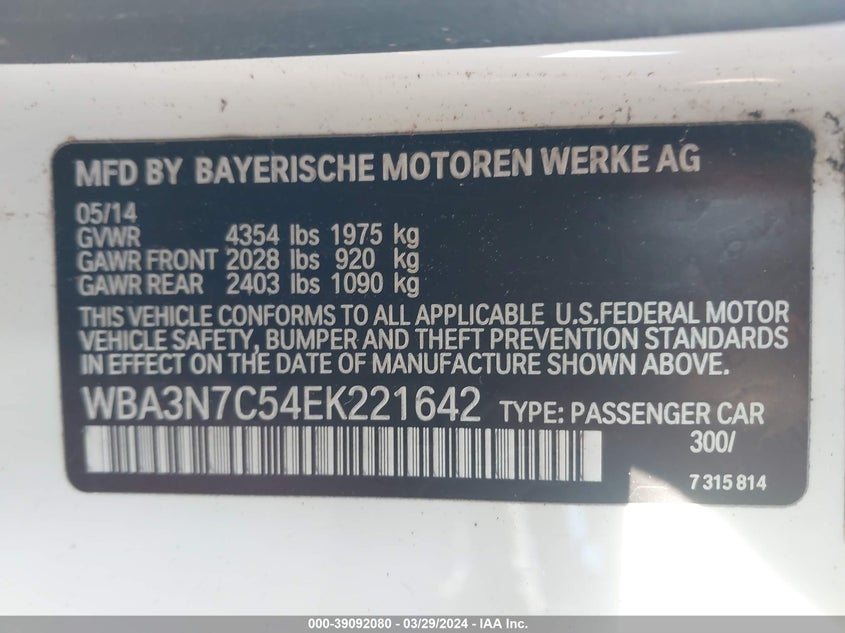 MFD BY BAYERISCHE MOTOREN WERKE AG
05/14
GVWR 4354 lbs 1975 kg
GAWR FRONT 2028 lbs 920 kg
GAWR REAR 2403 lbs 1090 kg
THIS VEHICLE CONFORMS TO ALL APPLICABLE U.S.FEDERAL MOTOR
VEHICLE SAFETY, BUMPER AND THEFT PREVENTION STANDARDS
IN EFFECT ON THE DATE OF MANUFACTURE SHOWN ABOVE.
WBA3N7C54EK221642 TYPE: PASSENGER CAR
300/
7 315 814
000-39092080 - 03/29/2024 - IAA Inc.